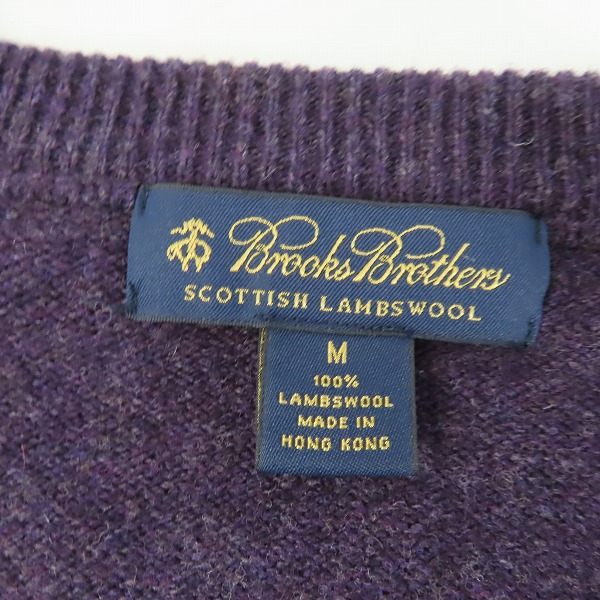 Brooks Brothers
SCOTTISH LAMBSWOOL
M
100%
LAMBSWOOL
MADE IN
HONG KONG